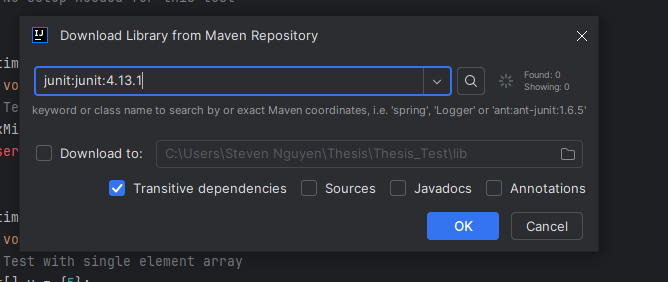 No setup needed for this test
IJ
Download Library from Maven Repository
tim
junit:junit:4.13.1
Found: 0
Showing: 0
vo
Te
keyword or class name to search by or exact Maven coordinates, i.e. 'spring', 'Logger' or 'ant:ant-junit:1.6.5'
xMi
ser
Download to:
C:\Users\Steven Nguyen\Thesis\Thesis_Test\lib
Transitive dependencies
Sources
Javadocs
Annotations
tim
vo
OK
Cancel
Test with single element array
[] v = {5};